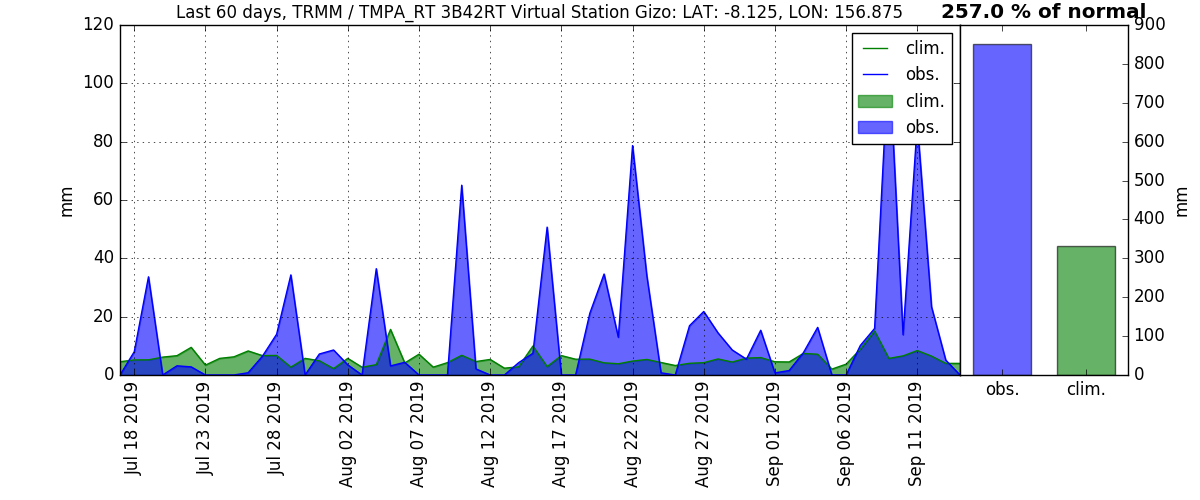 Last 60 days, TRMM / TMPA_RT 3B42RT Virtual Station Gizo: LAT: -8.125, LON: 156.875
257.0 % of normal
120
100
80
60
40
20
0
mm
clim.
obs.
clim.
obs.
900
800
700
600
500
400
300
200
100
0
mm
Jul 18 2019
Jul 23 2019
Jul 28 2019
Aug 02 2019
Aug 07 2019
Aug 12 2019
Aug 17 2019
Aug 22 2019
Aug 27 2019
Sep 01 2019
Sep 06 2019
Sep 11 2019
obs.
clim.